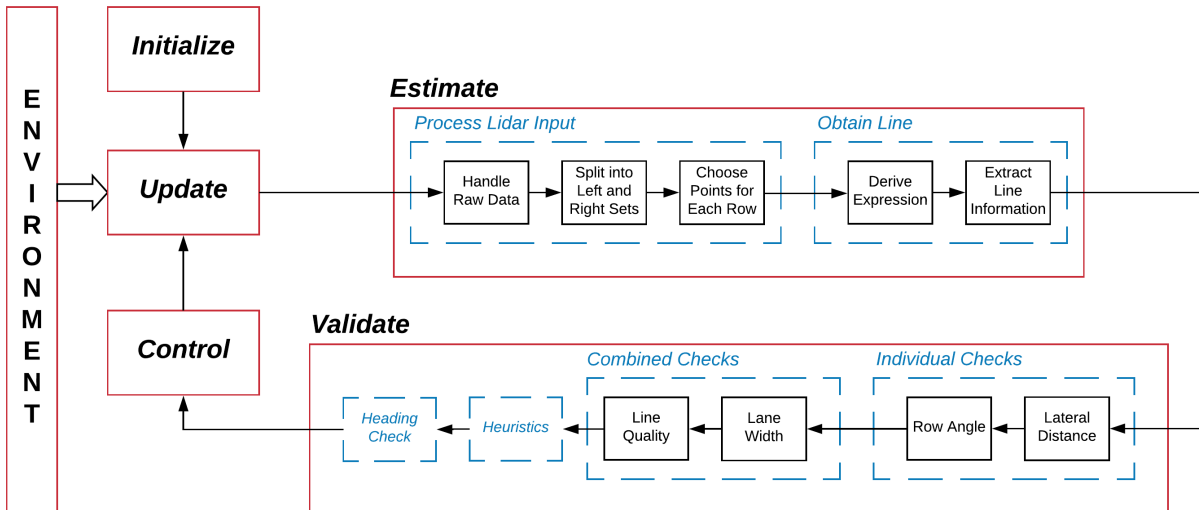 ENVIRONMENT
Initialize
Update
Control
Estimate
Process Lidar Input
Handle
Raw Data
Split into
Left and
Right Sets
Choose
Points for
Each Row
Obtain Line
Derive
Expression
Extract
Line
Information
Validate
Heading
Check
Heuristics
Combined Checks
Line
Quality
Lane
Width
Individual Checks
Row Angle
Lateral
Distance